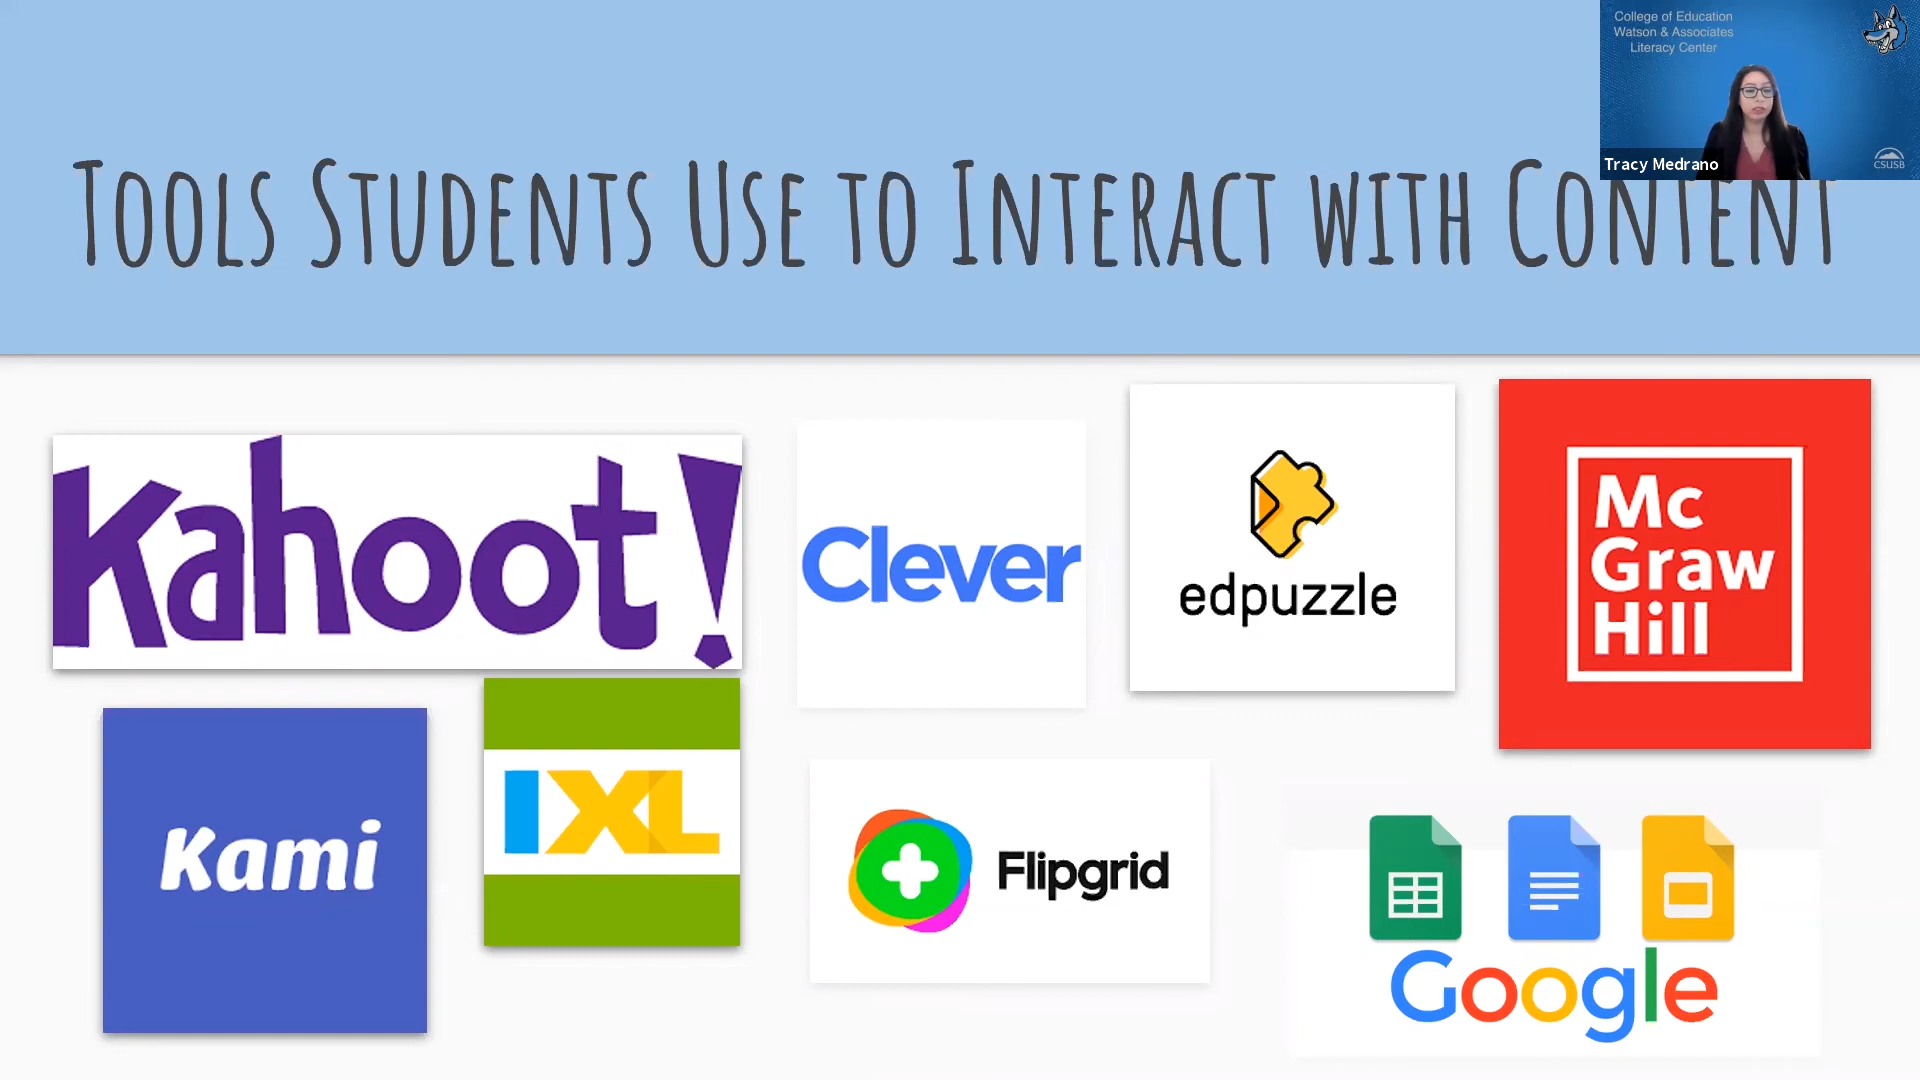 College of Education
Watson & Associates
Literacy Center
Tracy Medrano
CSUSB
Tools Students Use to Interact with Content
Kahoot!
Clever
edpuzzle
Mc
Graw
Hill
Kami
IXL
Flipgrid
Google